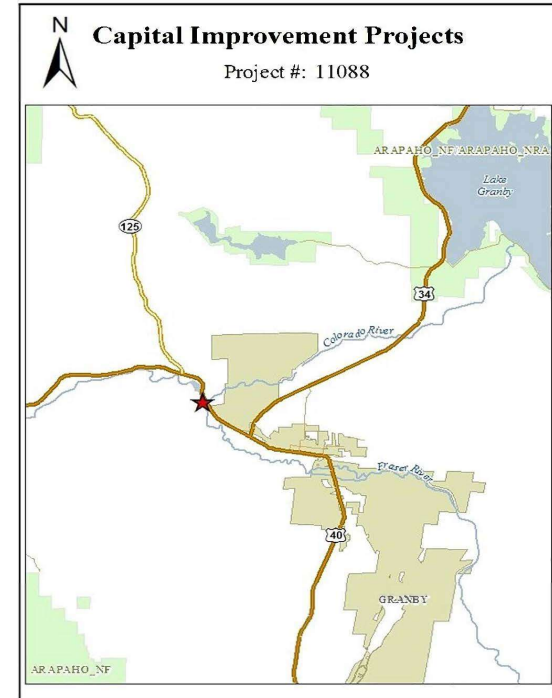 N
Capital Improvement Projects
Project #: 11088
ARAPAHO_NF/ARAPAHO_NRA
Lake
Granby
125
34
Colorado River
Fraser River
40
GRANBY
ARAPAHO_NF